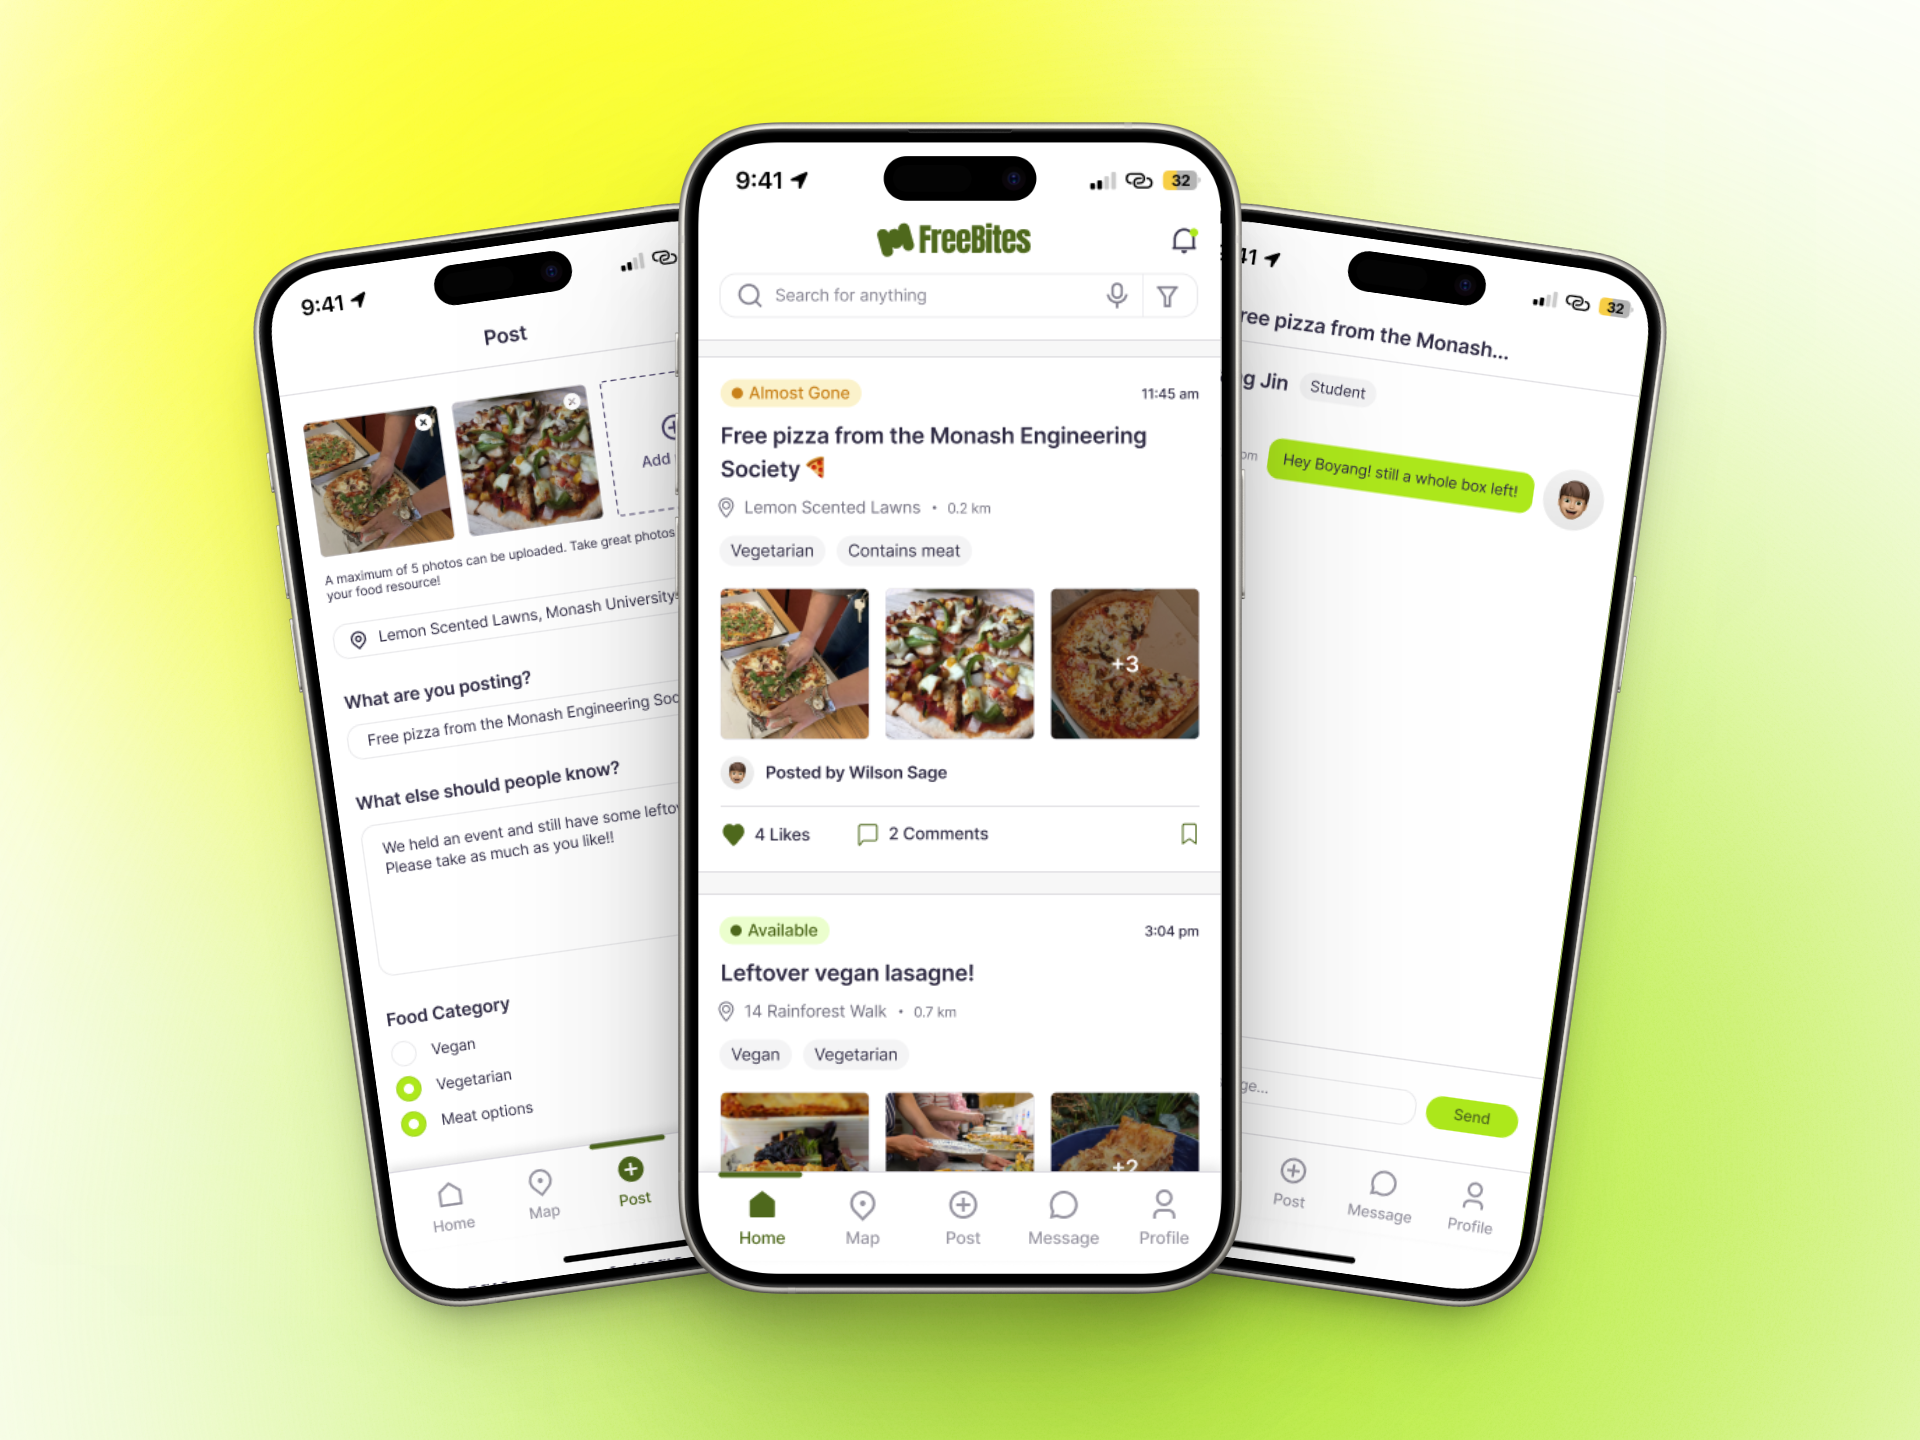 9:41
Post
Add
A maximum of 5 photos can be uploaded. Take great photos
your food resource!
Lemon Scented Lawns, Monash University
What are you posting?
Free pizza from the Monash Engineering Soc
What else should people know?
We held an event and still have some leftov
Please take as much as you like!!
Food Category
Vegan
Vegetarian
Meat options
Home
Map
Post
9:41
32
FreeBites
Search for anything
Almost Gone
11:45 am
Free pizza from the Monash Engineering
Society 🍕
Lemon Scented Lawns • 0.2 km
Vegetarian
Contains meat
+3
Posted by Wilson Sage
4 Likes
2 Comments
Available
3:04 pm
Leftover vegan lasagne!
14 Rainforest Walk • 0.7 km
Vegan
Vegetarian
+2
Home
Map
Post
Message
Profile
41
32
ree pizza from the Monash...
g Jin
Student
pm
Hey Boyang! still a whole box left!
ge...
Send
Post
Message
Profile